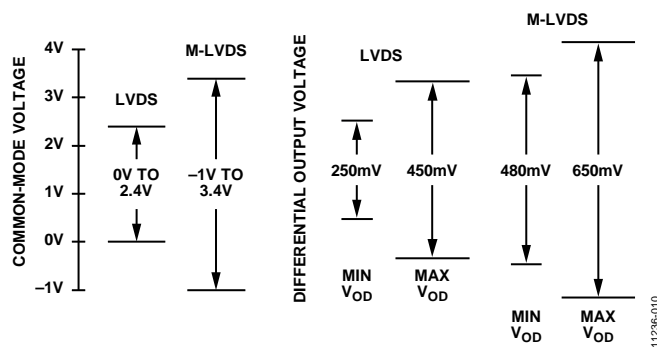 COMMON-MODE VOLTAGE
4V
3V
2V
1V
0V
–1V
LVDS
0V TO
2.4V
M-LVDS
–1V TO
3.4V
DIFFERENTIAL OUTPUT VOLTAGE
LVDS
M-LVDS
250mV
450mV
480mV
650mV
MIN
VOD
MAX
VOD
MIN
VOD
MAX
VOD
11236-010